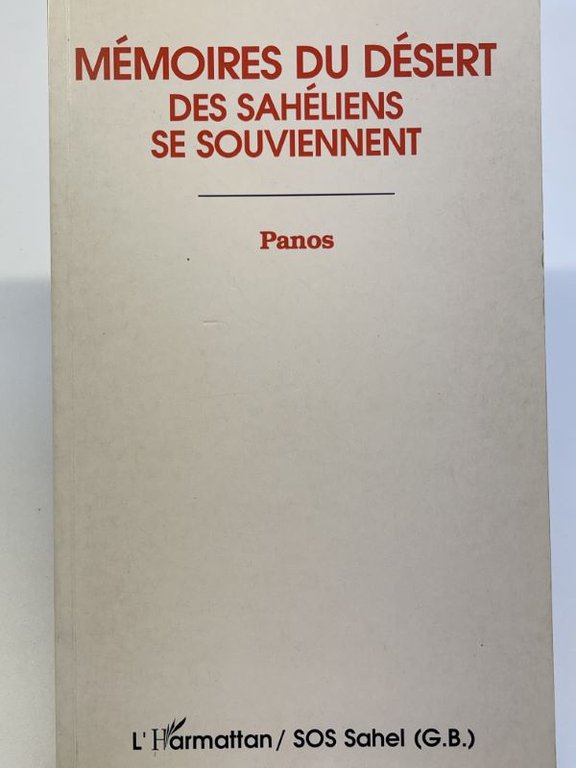 MÉMOIRES DU DÉSERT
DES SAHÉLIENS
SE SOUVIENNENT
Panos
L'Harmattan / SOS Sahel (G.B.)